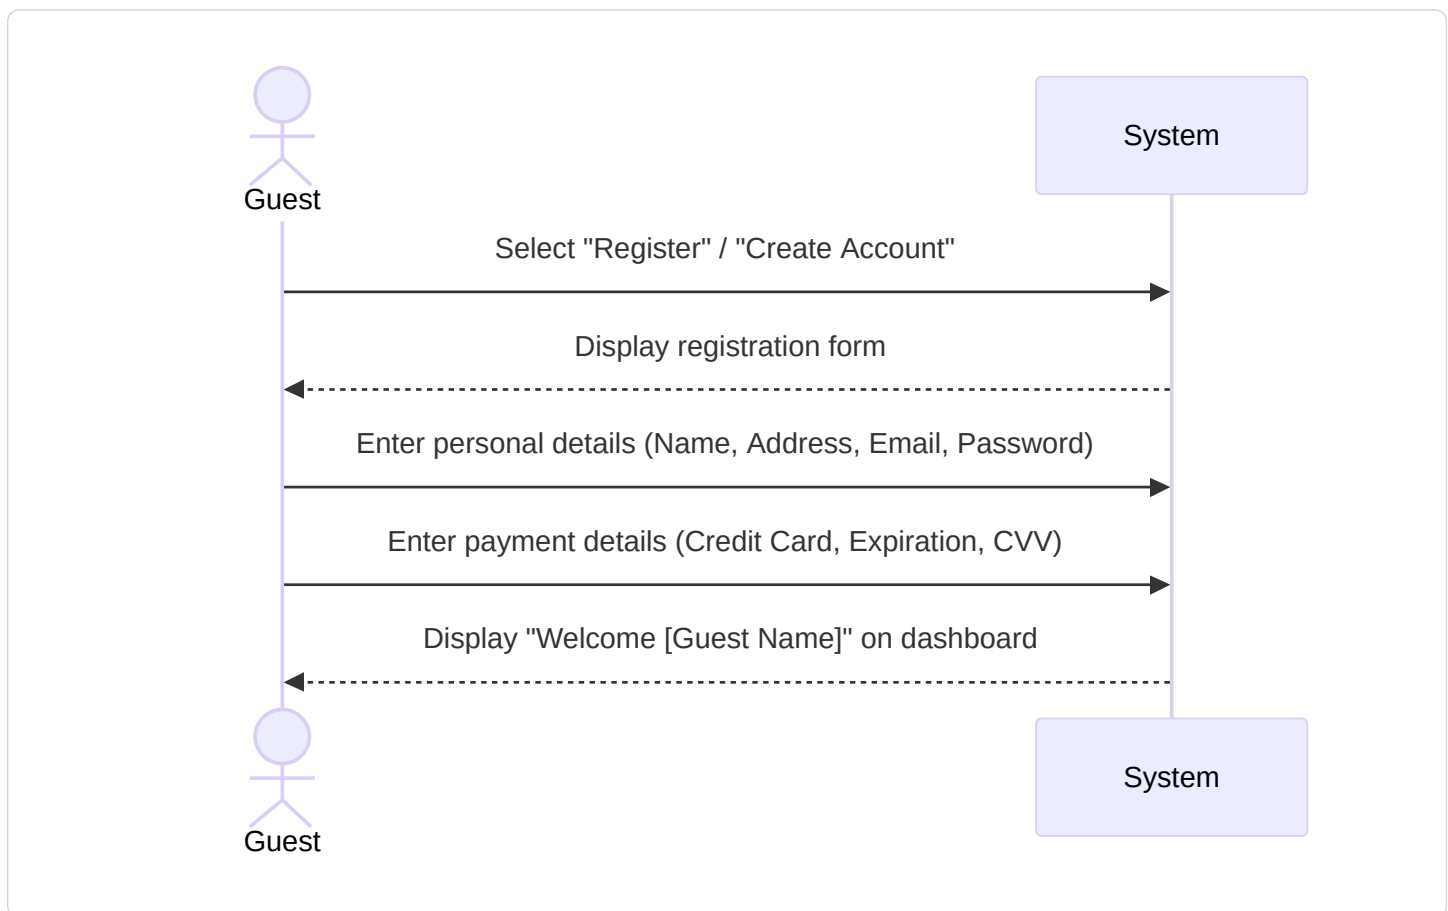 System
Guest
Select "Register" / "Create Account"
Display registration form
Enter personal details (Name, Address, Email, Password)
Enter payment details (Credit Card, Expiration, CVV)
Display "Welcome [Guest Name]" on dashboard
System
Guest